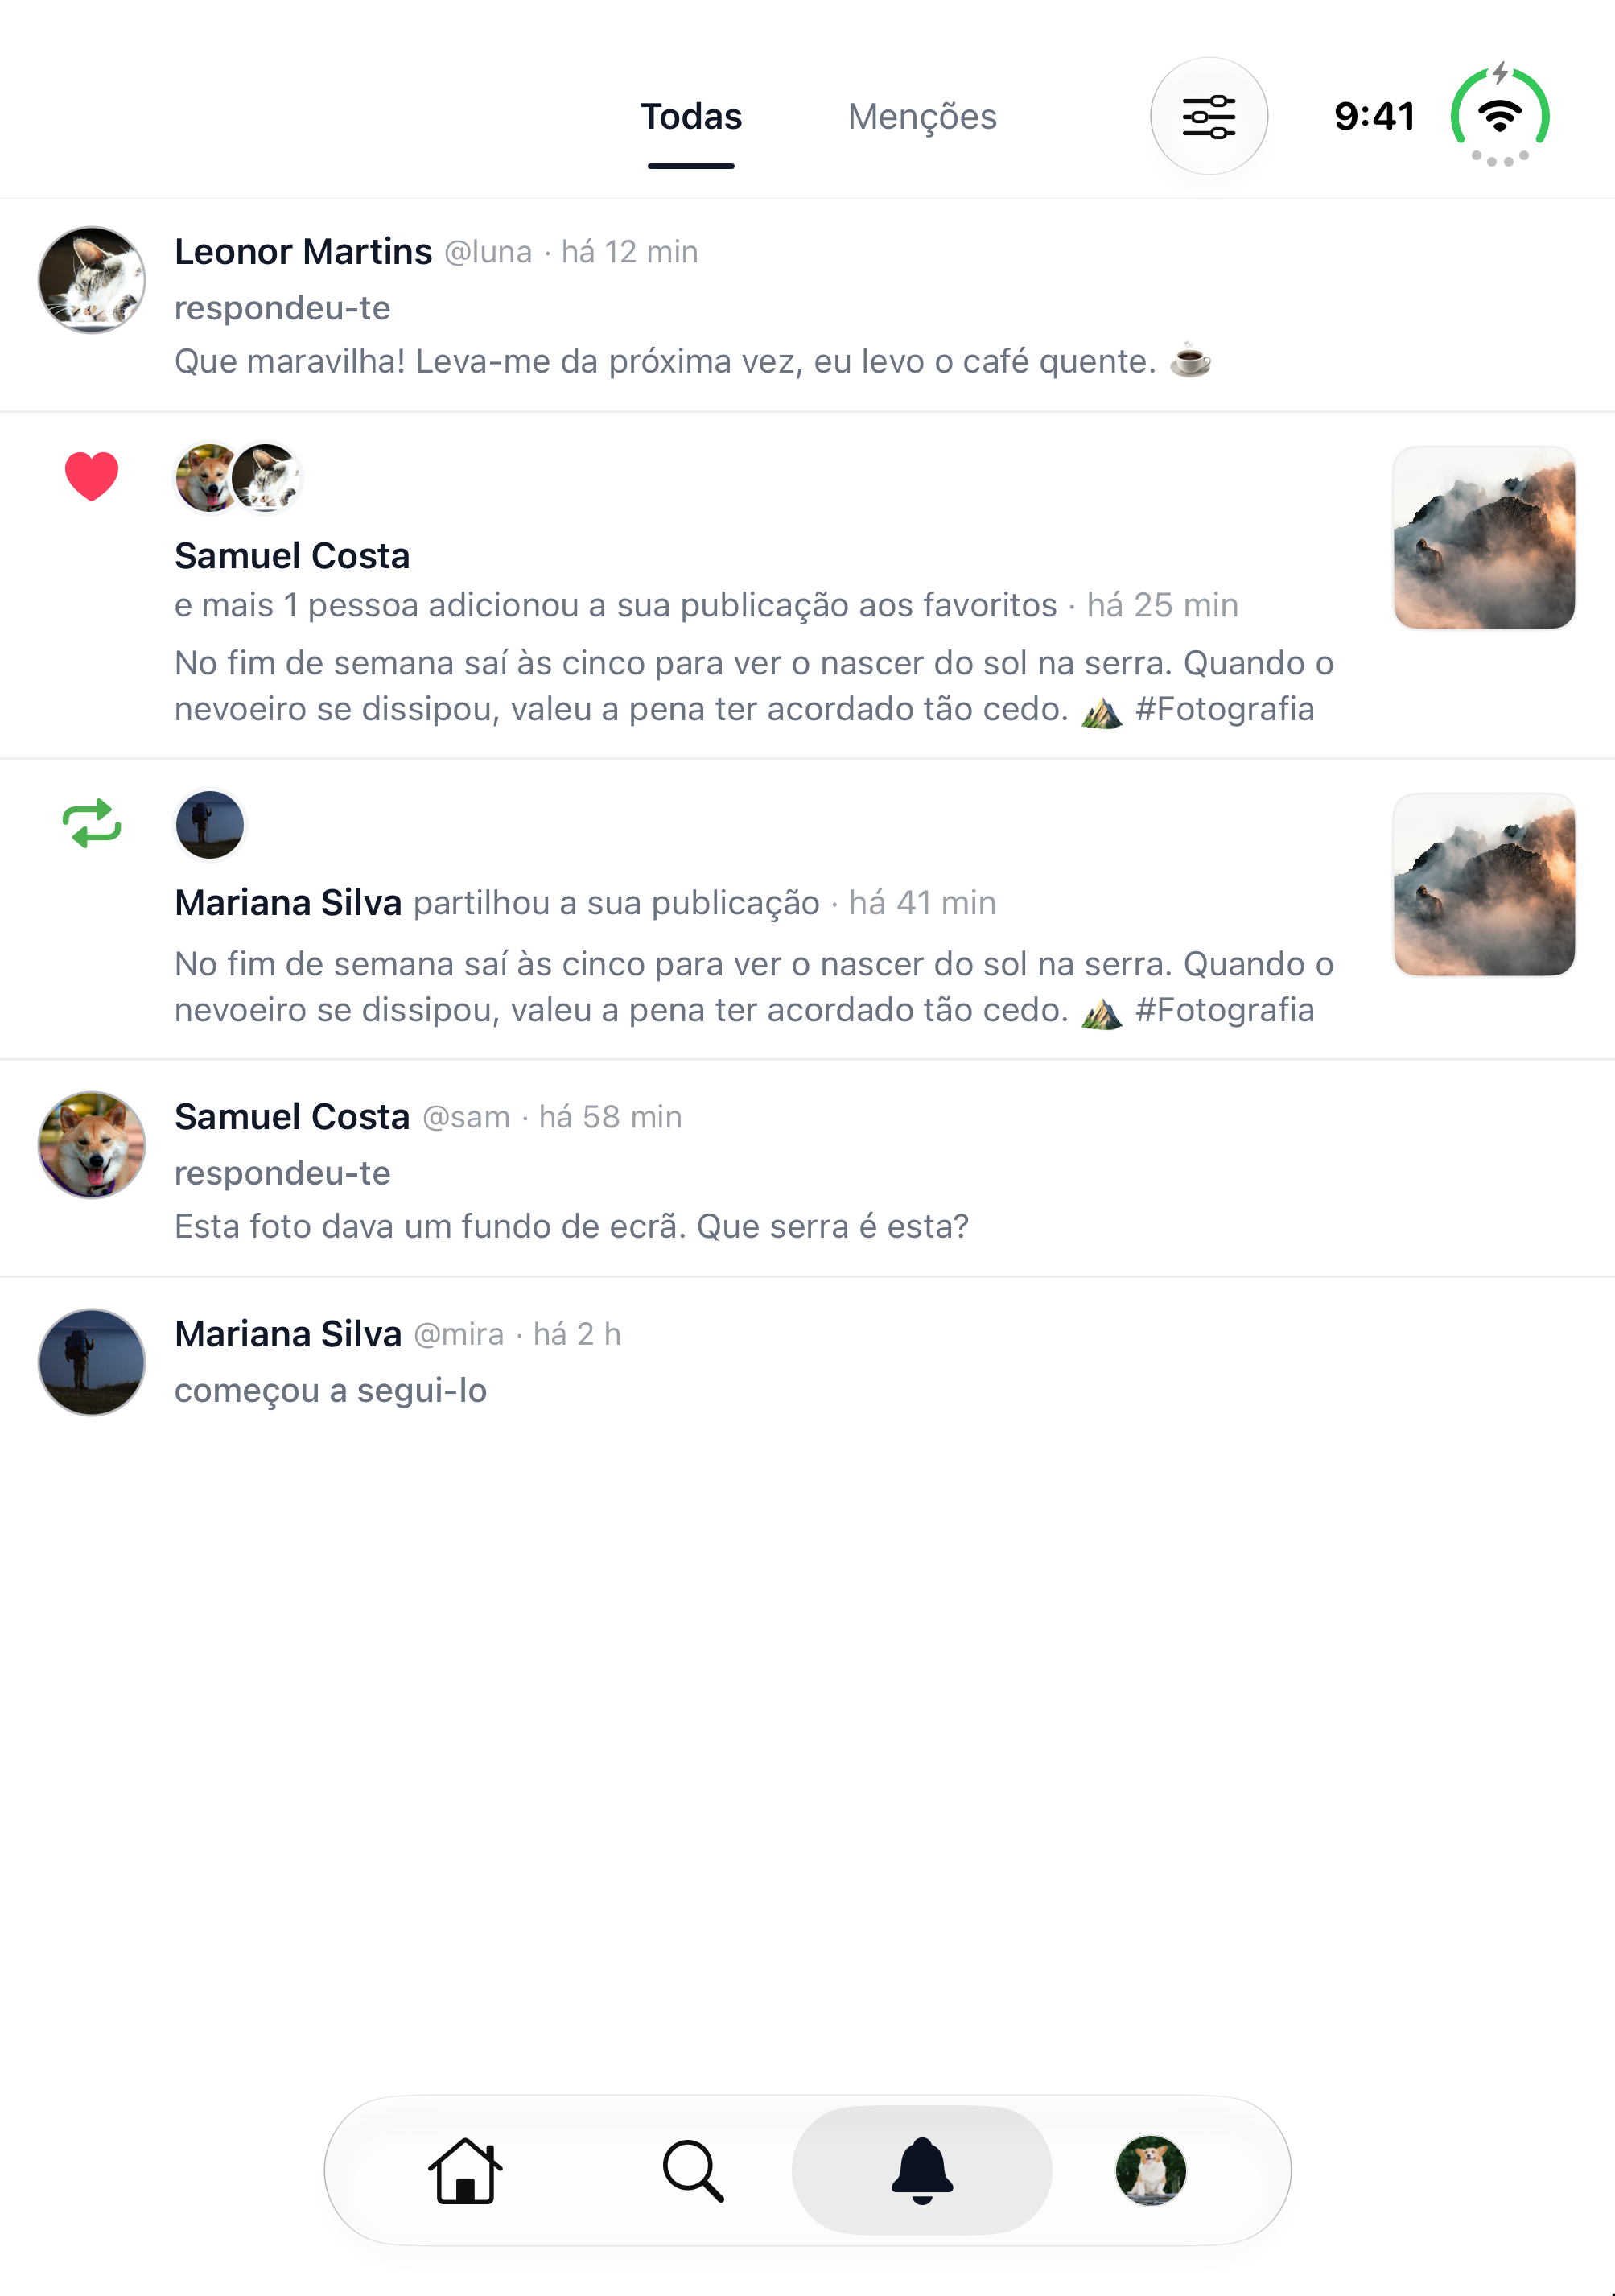 Todas
Menções
9:41
Leonor Martins @luna · há 12 min
respondeu-te
Que maravilha! Leva-me da próxima vez, eu levo o café quente. ☕
Samuel Costa
e mais 1 pessoa adicionou a sua publicação aos favoritos · há 25 min
No fim de semana saí às cinco para ver o nascer do sol na serra. Quando o
nevoeiro se dissipou, valeu a pena ter acordado tão cedo. ⛰️ #Fotografia
Mariana Silva partilhou a sua publicação · há 41 min
No fim de semana saí às cinco para ver o nascer do sol na serra. Quando o
nevoeiro se dissipou, valeu a pena ter acordado tão cedo. ⛰️ #Fotografia
Samuel Costa @sam · há 58 min
respondeu-te
Esta foto dava um fundo de ecrã. Que serra é esta?
Mariana Silva @mira · há 2 h
começou a segui-lo